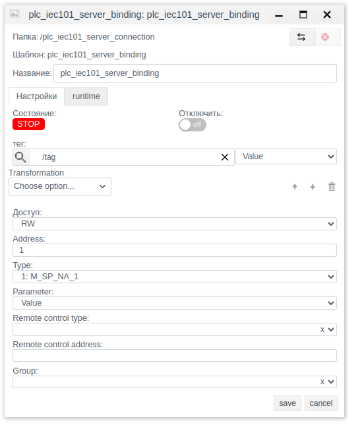 plc_iec101_server_binding: plc_iec101_server_binding
Папка: /plc_iec101_server_connection
Шаблон: plc_iec101_server_binding
Название: plc_iec101_server_binding
Настройки runtime
Состояние: Отключить:
STOP off
тег:
/tag Value
Transformation
Choose option...
Доступ:
RW
Address:
1
Type:
1: M_SP_NA_1
Parameter:
Value
Remote control type:
x
Remote control address:
Group:
x
save cancel